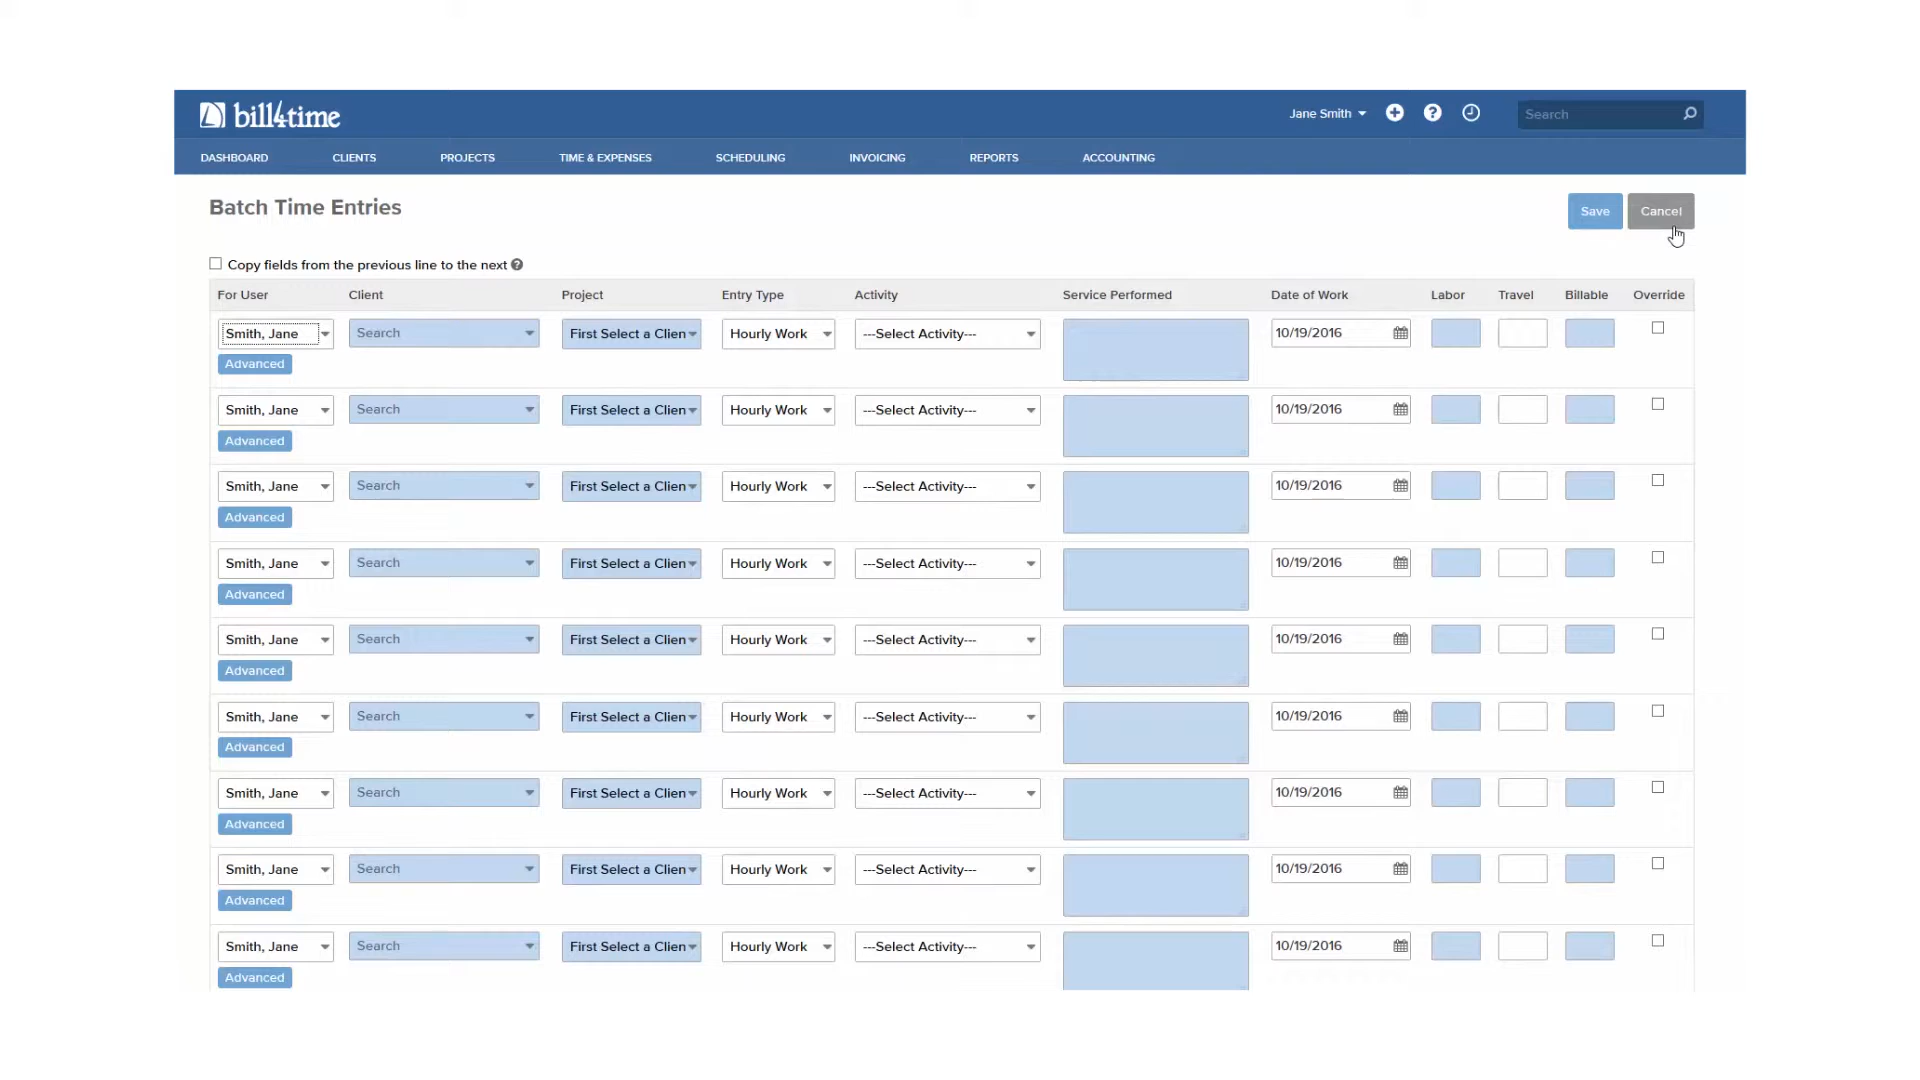 bill4time
Jane Smith
Search
DASHBOARD CLIENTS PROJECTS TIME & EXPENSES SCHEDULING INVOICING REPORTS ACCOUNTING
Batch Time Entries
Save Cancel
Copy fields from the previous line to the next
For User Client Project Entry Type Activity Service Performed Date of Work Labor Travel Billable Override
Smith, Jane Search First Select a Clien Hourly Work ---Select Activity--- 10/19/2016
Advanced
Smith, Jane Search First Select a Clien Hourly Work ---Select Activity--- 10/19/2016
Advanced
Smith, Jane Search First Select a Clien Hourly Work ---Select Activity--- 10/19/2016
Advanced
Smith, Jane Search First Select a Clien Hourly Work ---Select Activity--- 10/19/2016
Advanced
Smith, Jane Search First Select a Clien Hourly Work ---Select Activity--- 10/19/2016
Advanced
Smith, Jane Search First Select a Clien Hourly Work ---Select Activity--- 10/19/2016
Advanced
Smith, Jane Search First Select a Clien Hourly Work ---Select Activity--- 10/19/2016
Advanced
Smith, Jane Search First Select a Clien Hourly Work ---Select Activity--- 10/19/2016
Advanced
Smith, Jane Search First Select a Clien Hourly Work ---Select Activity--- 10/19/2016
Advanced